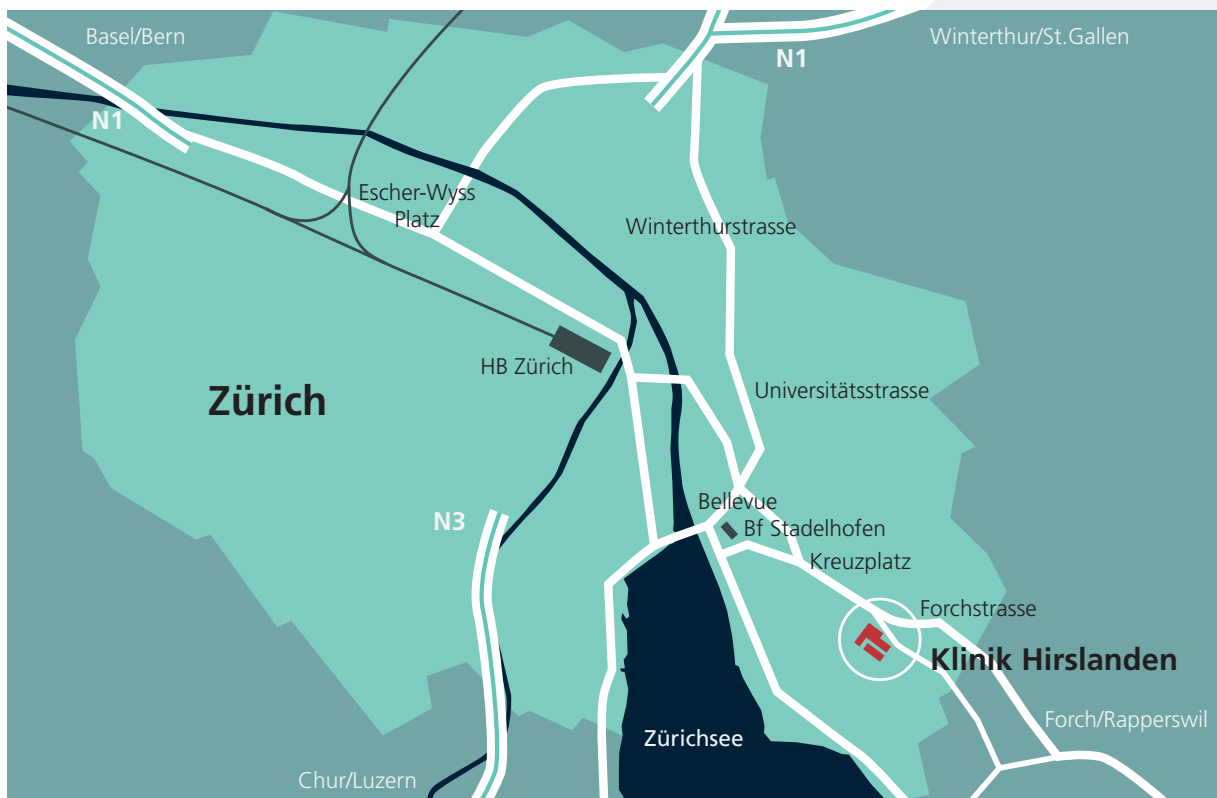 Basel/Bern
Winterthur/St.Gallen
N1
N1
Escher-Wyss
Platz
Winterthurstrasse
HB Zürich
Universitätsstrasse
Zürich
Bellevue
N3
Bf Stadelhofen
Kreuzplatz
Forchstrasse
Klinik Hirslanden
Forch/Rapperswil
Zürichsee
Chur/Luzern